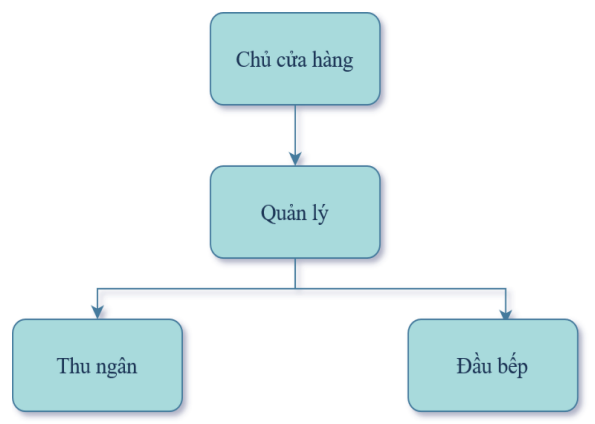 Chủ cửa hàng
Quản lý
Thu ngân
Đầu bếp